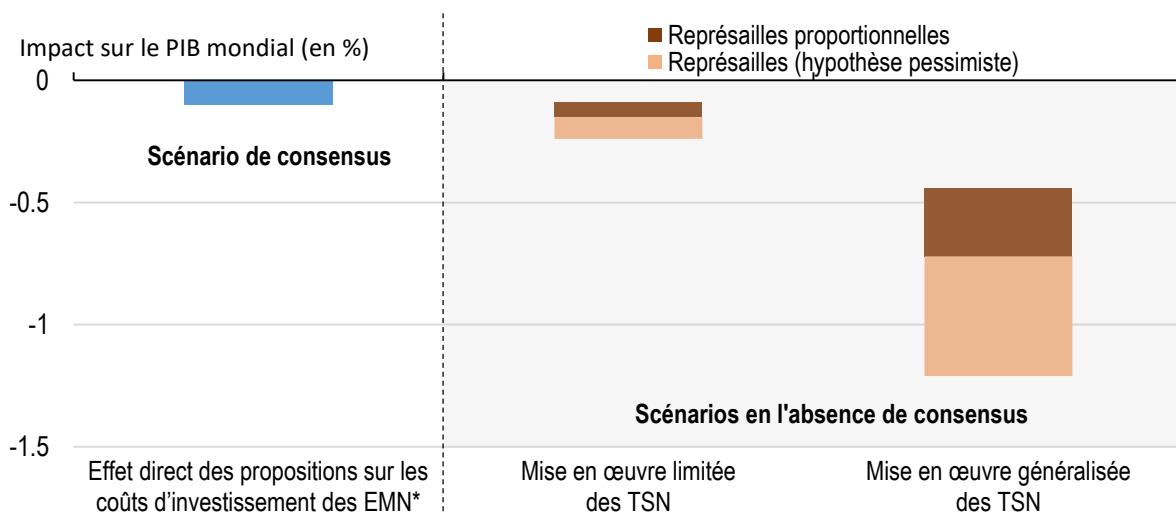 Impact sur le PIB mondial (en %)
Représailles proportionnelles
Représailles (hypothèse pessimiste)
0
-0.5
-1
-1.5
Scénario de consensus
Scénarios en l'absence de consensus
Effet direct des propositions sur les
coûts d’investissement des EMN*
Mise en œuvre limitée
des TSN
Mise en œuvre généralisée
des TSN